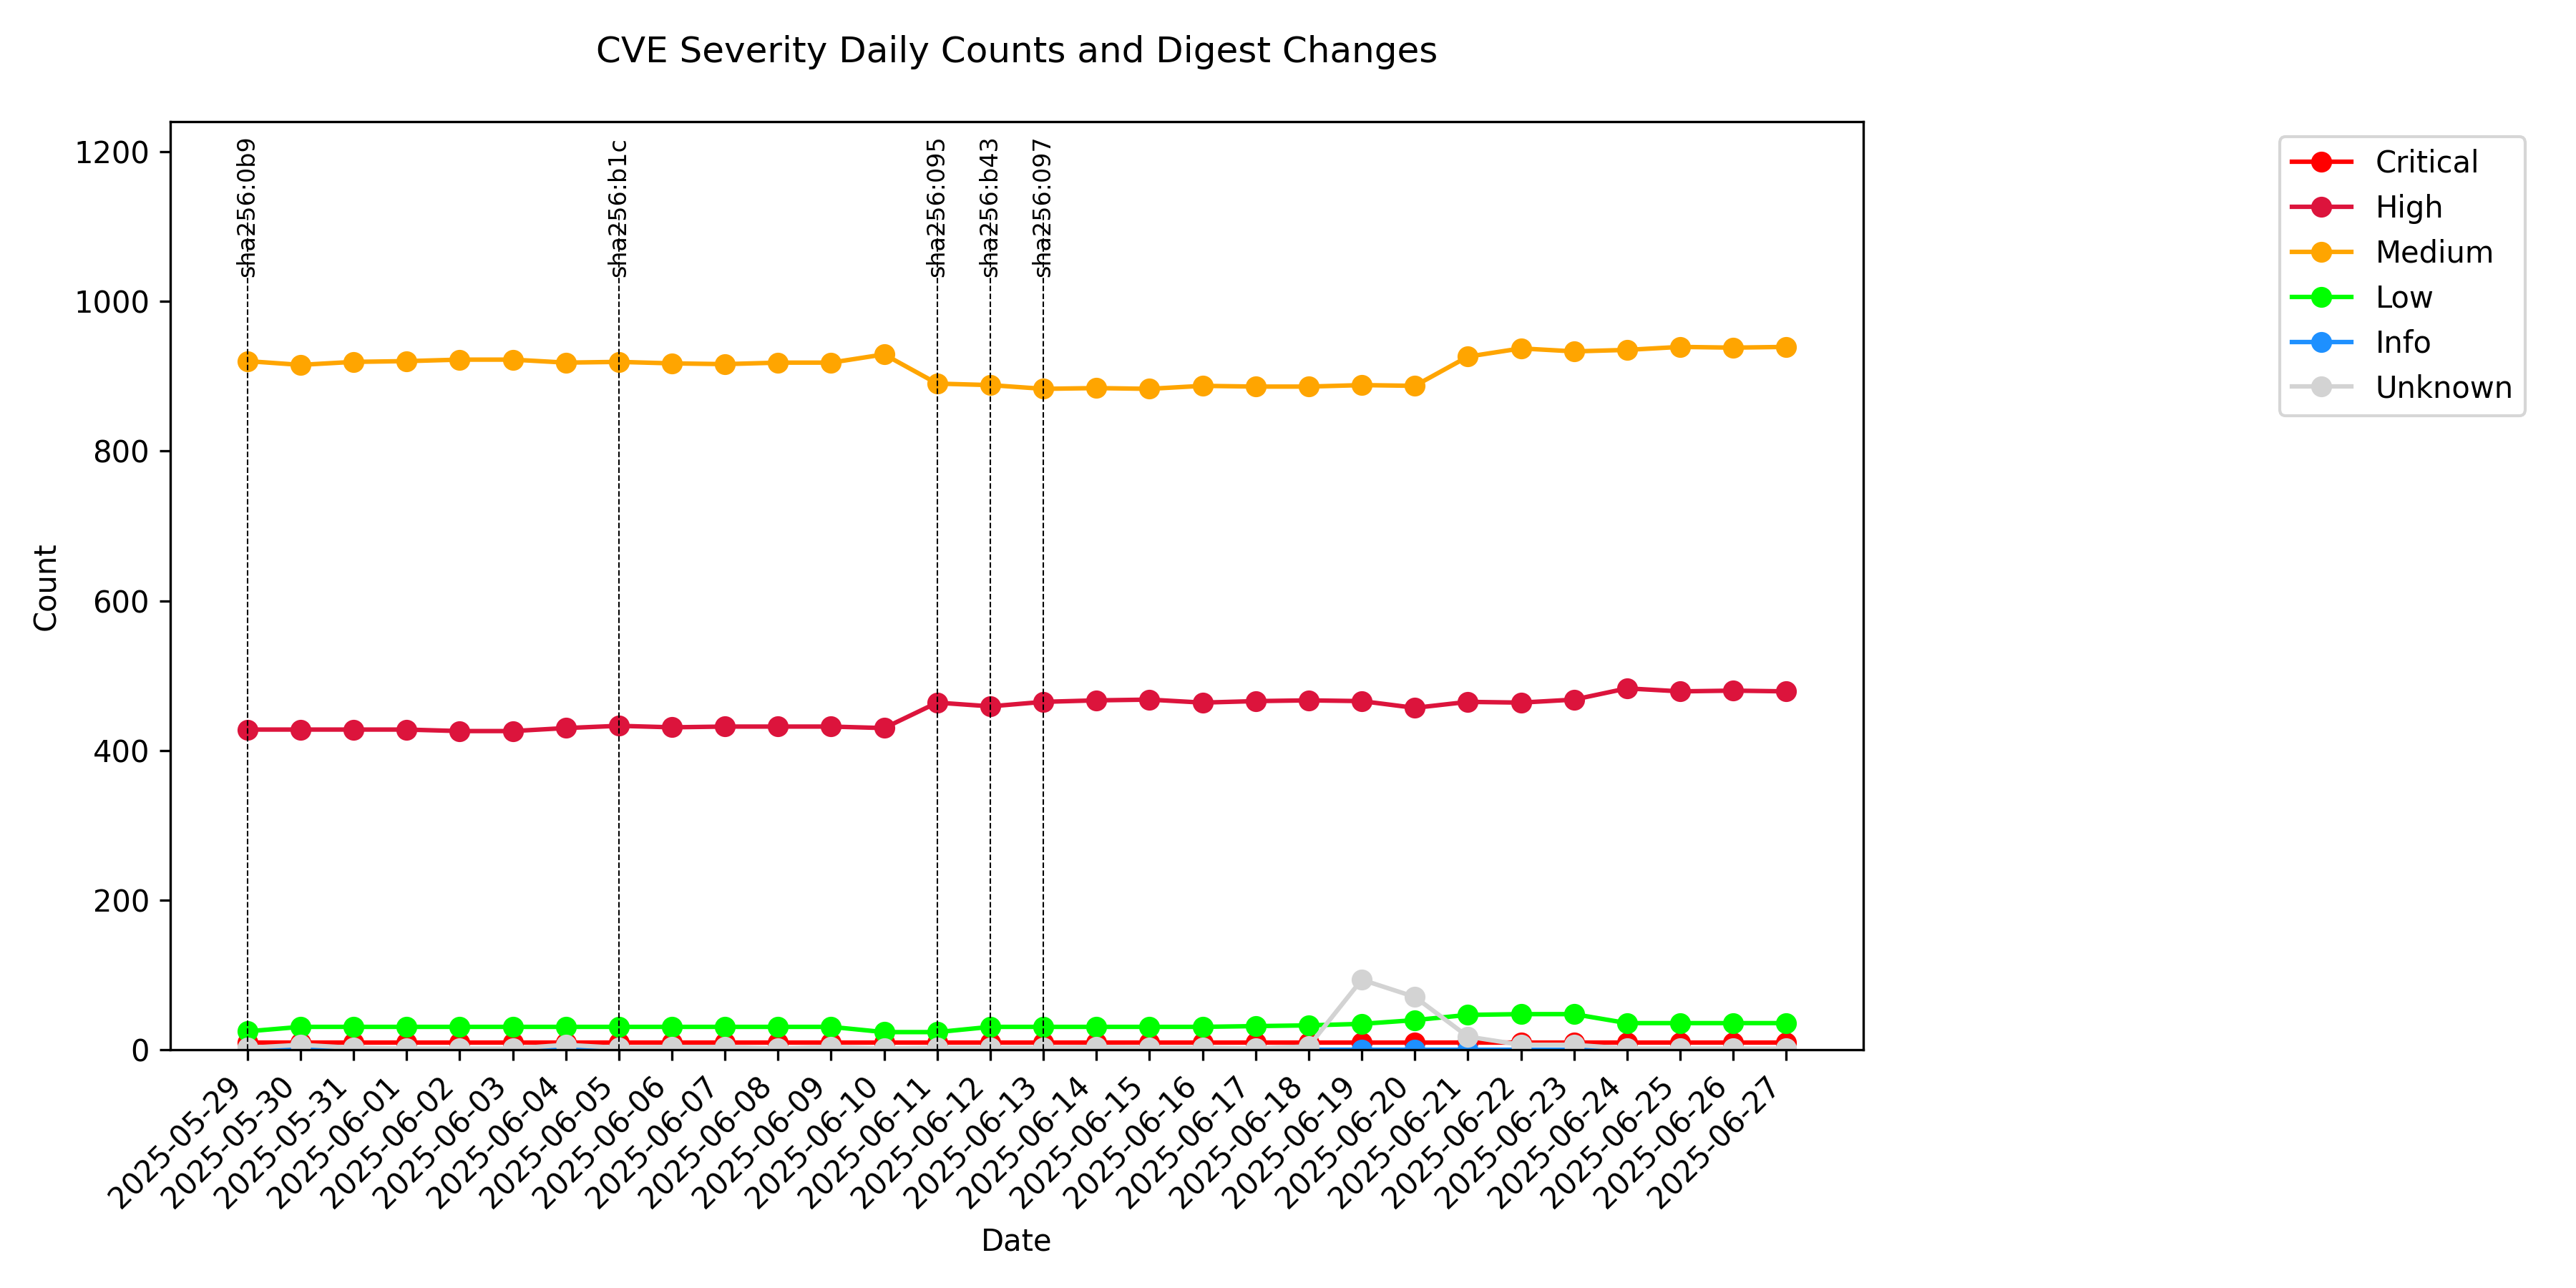 CVE Severity Daily Counts and Digest Changes
sha256:0b9
sha256:b1c
sha256:095
sha256:b43
sha256:097
1200
1000
800
600
400
200
0
Count
Critical
High
Medium
Low
Info
Unknown
2025-05-29
2025-05-30
2025-05-31
2025-06-01
2025-06-02
2025-06-03
2025-06-04
2025-06-05
2025-06-06
2025-06-07
2025-06-08
2025-06-09
2025-06-10
2025-06-11
2025-06-12
2025-06-13
2025-06-14
2025-06-15
2025-06-16
2025-06-17
2025-06-18
2025-06-19
2025-06-20
2025-06-21
2025-06-22
2025-06-23
2025-06-24
2025-06-25
2025-06-26
2025-06-27
Date